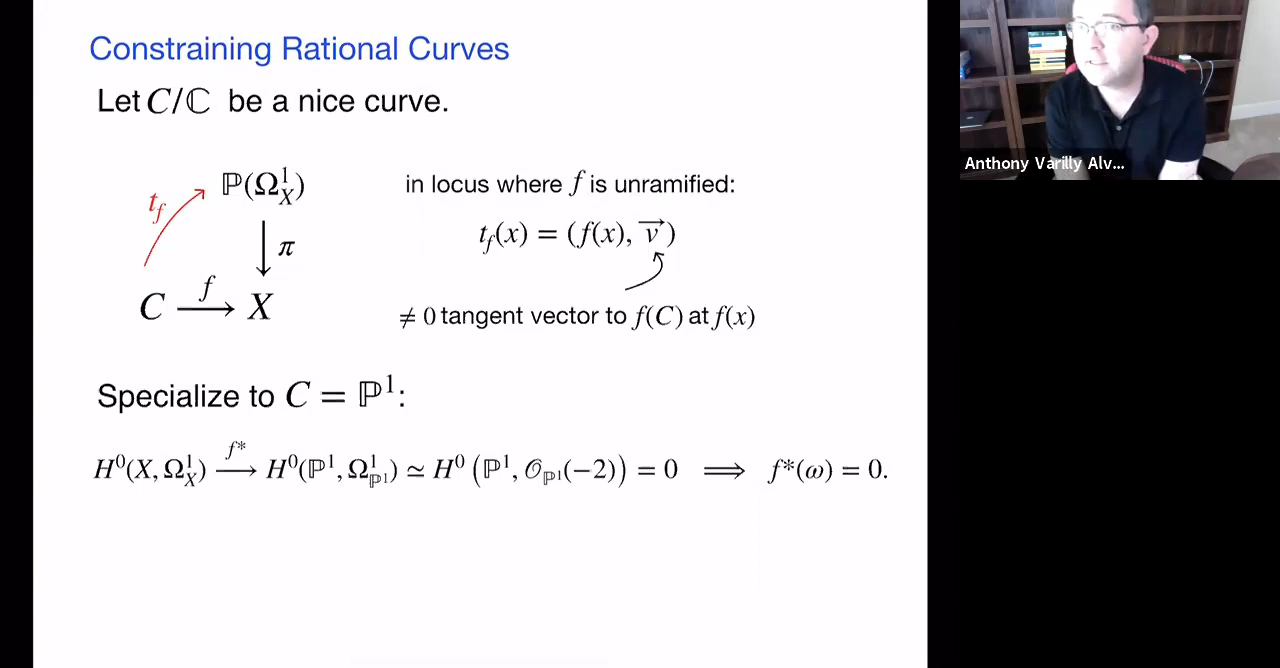 Constraining Rational Curves
Let C/ℂ be a nice curve.
ℙ(Ω¹_X)
t_f
π
C —f→ X
in locus where f is unramified:
t_f(x) = (f(x), v⃗)
≠ 0 tangent vector to f(C) at f(x)
Specialize to C = ℙ¹:
H⁰(X, Ω¹_X) —f*→ H⁰(ℙ¹, Ω¹_ℙ¹) ≃ H⁰(ℙ¹, 𝒪_ℙ¹(−2)) = 0 ⟹ f*(ω) = 0.
Anthony Varilly Alv...